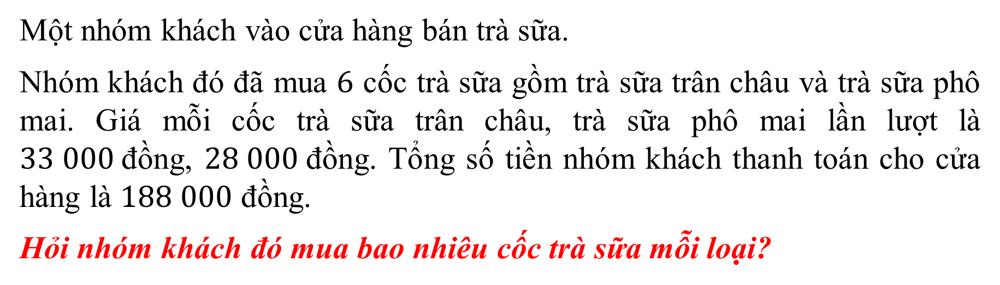 Một nhóm khách vào cửa hàng bán trà sữa.
Nhóm khách đó đã mua 6 cốc trà sữa gồm trà sữa trân châu và trà sữa phô
mai. Giá mỗi cốc trà sữa trân châu, trà sữa phô mai lần lượt là
33 000 đồng, 28 000 đồng. Tổng số tiền nhóm khách thanh toán cho cửa
hàng là 188 000 đồng.
Hỏi nhóm khách đó mua bao nhiêu cốc trà sữa mỗi loại?